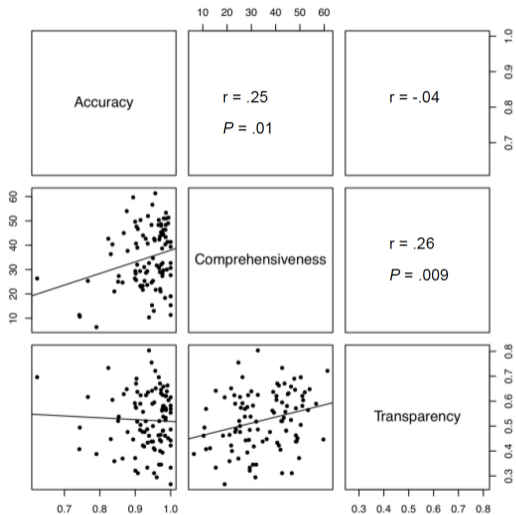 10 20 30 40 50 60
Accuracy
r = .25
P = .01
r = -.04
0.7 0.8 0.9 1.0
10 20 30 40 50 60
Comprehensiveness
r = .26
P = .009
Transparency
0.3 0.4 0.5 0.6 0.7 0.8
0.7 0.8 0.9 1.0
0.3 0.4 0.5 0.6 0.7 0.8